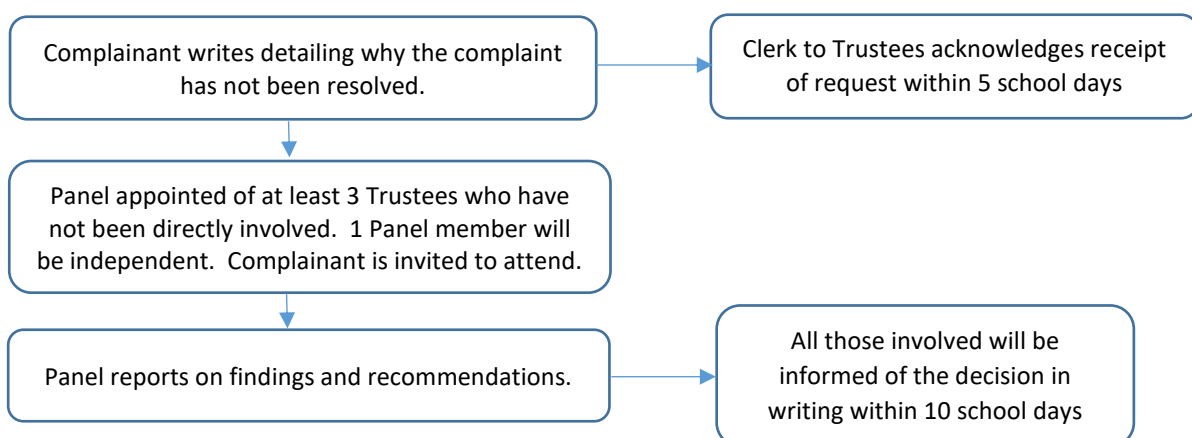 Complainant writes detailing why the complaint
has not been resolved.
Clerk to Trustees acknowledges receipt
of request within 5 school days
Panel appointed of at least 3 Trustees who have
not been directly involved.  1 Panel member will
be independent.  Complainant is invited to attend.
Panel reports on findings and recommendations.
All those involved will be
informed of the decision in
writing within 10 school days